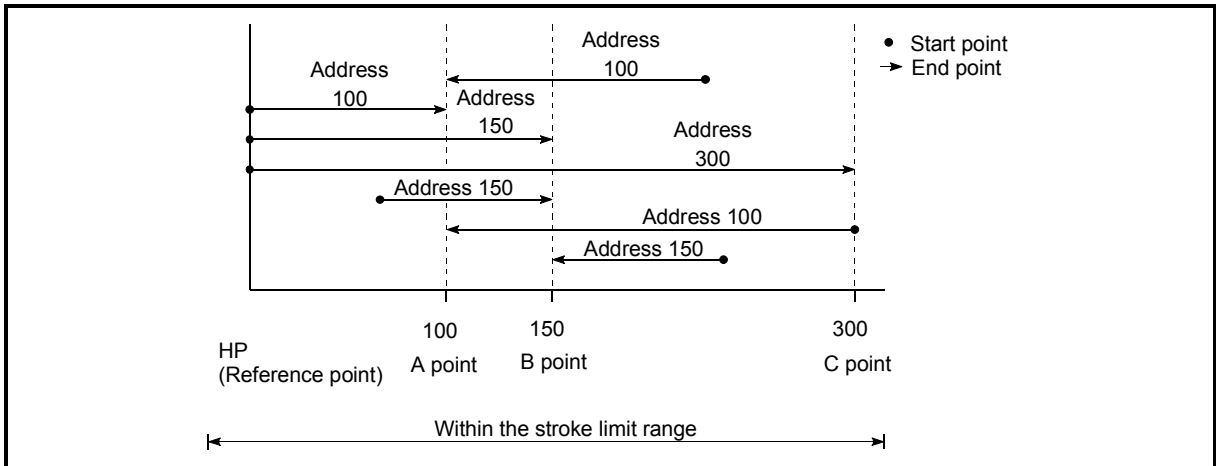 Address
100
Start point
End point
Address
100
Address
150
Address
300
Address 150
Address 100
Address 150
100
150
300
HP
(Reference point)
A point
B point
C point
Within the stroke limit range